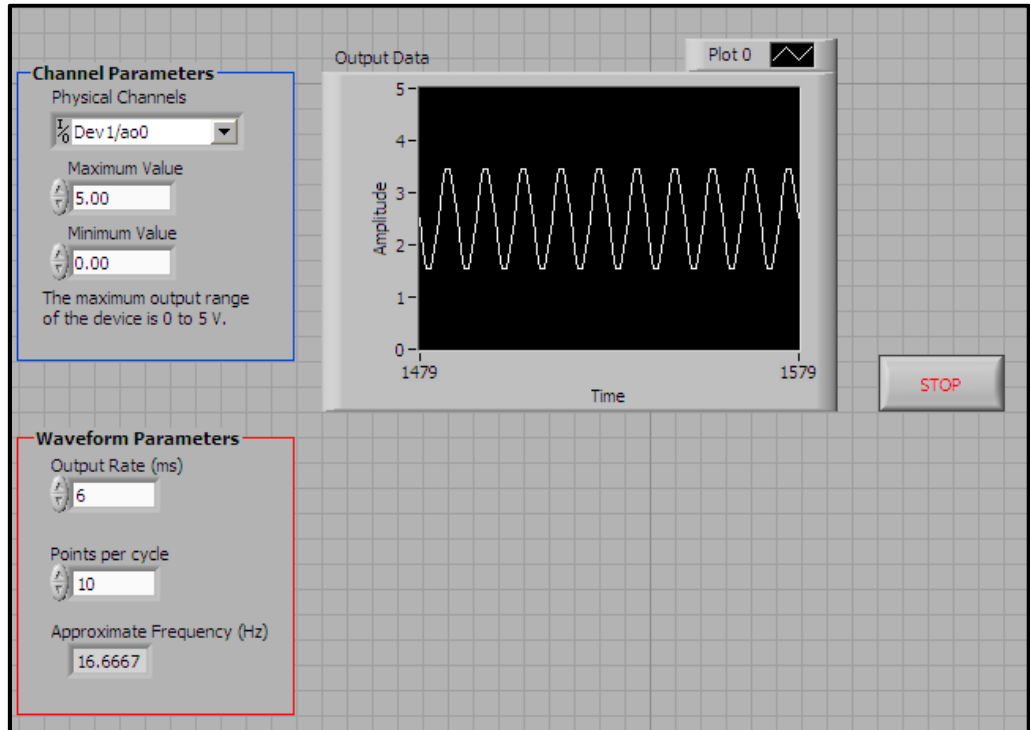 Channel Parameters
Physical Channels
I/O Dev1/ao0
Maximum Value
5.00
Minimum Value
0.00
The maximum output range
of the device is 0 to 5 V.
Output Data
Plot 0
5
4
3
2
1
0
Amplitude
1479
1579
Time
STOP
Waveform Parameters
Output Rate (ms)
6
Points per cycle
10
Approximate Frequency (Hz)
16.6667